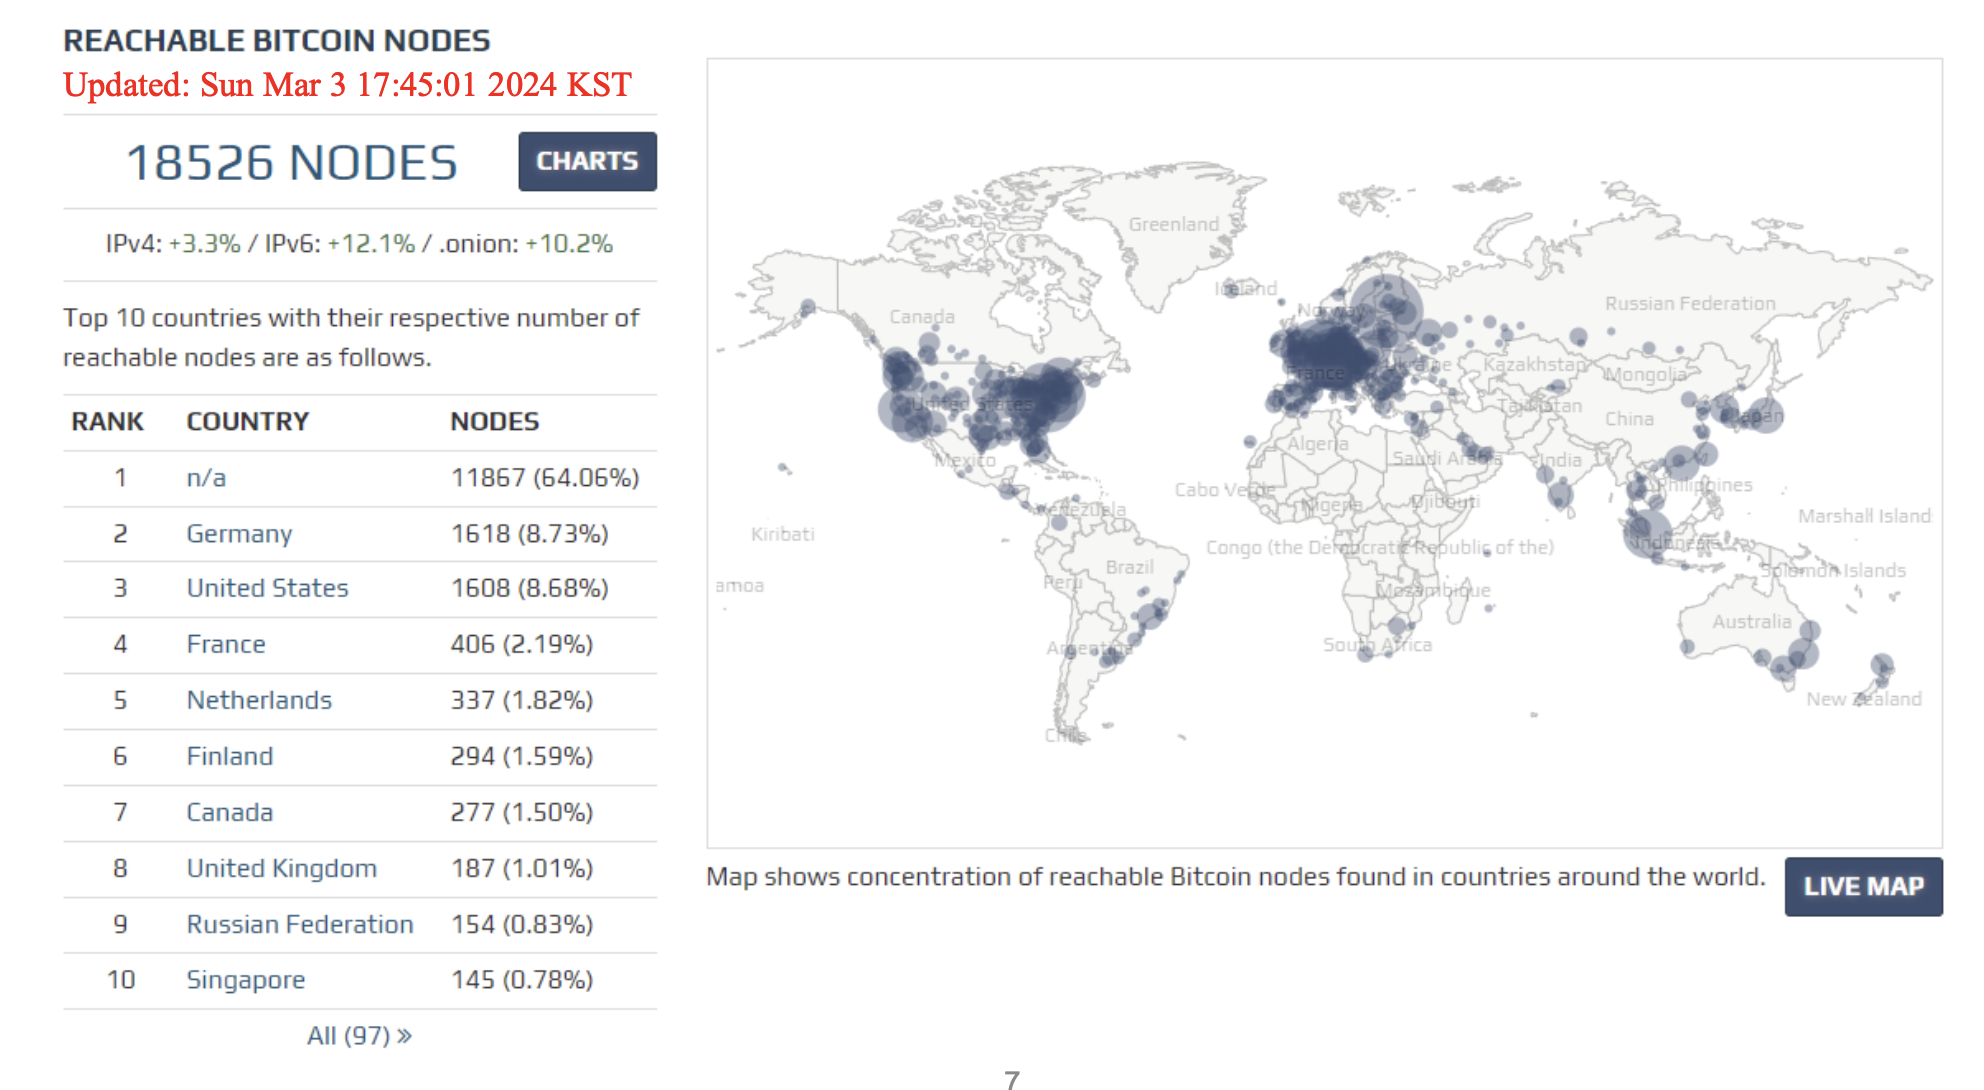 REACHABLE BITCOIN NODES
Updated: Sun Mar 3 17:45:01 2024 KST
18526 NODES
CHARTS
IPv4: +3.3% / IPv6: +12.1% / .onion: +10.2%
Top 10 countries with their respective number of
reachable nodes are as follows.
RANK COUNTRY NODES
1 n/a 11867 (64.06%)
2 Germany 1618 (8.73%)
3 United States 1608 (8.68%)
4 France 406 (2.19%)
5 Netherlands 337 (1.82%)
6 Finland 294 (1.59%)
7 Canada 277 (1.50%)
8 United Kingdom 187 (1.01%)
9 Russian Federation 154 (0.83%)
10 Singapore 145 (0.78%)
All (97) »
Greenland
Iceland
Norway
Russian Federation
Canada
Ukraine
Kazakhstan
France
Mongolia
United States
Tajikistan
Japan
China
Algeria
Mexico
Saudi Arabia
India
Cabo Verde
Philippines
Venezuela
Nigeria
Djibouti
Marshall Island
Kiribati
Indonesia
Congo (the Democratic Republic of the)
Brazil
Solomon Islands
amoa
Peru
Mozambique
Australia
Argentina
South Africa
New Zealand
Chile
Map shows concentration of reachable Bitcoin nodes found in countries around the world.
LIVE MAP
7